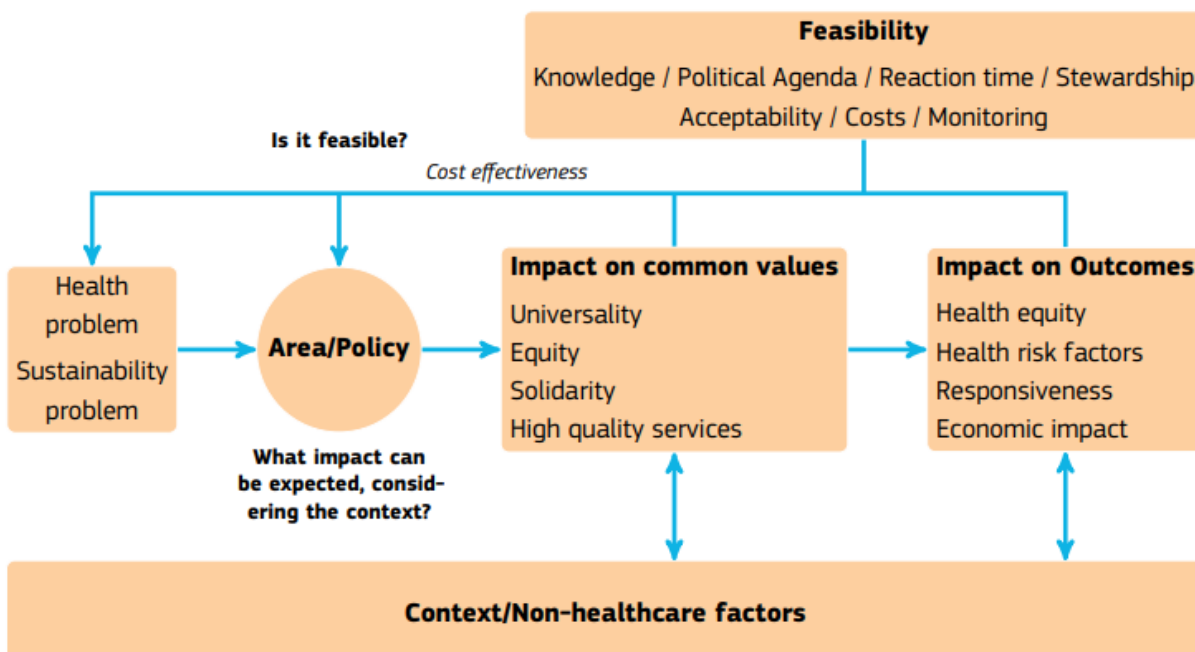 Feasibility
Knowledge / Political Agenda / Reaction time / Stewardship
Acceptability / Costs / Monitoring
Is it feasible?
Cost effectiveness
Health
problem
Sustainability
problem
Area/Policy
What impact can
be expected, consid-
ering the context?
Impact on common values
Universality
Equity
Solidarity
High quality services
Impact on Outcomes
Health equity
Health risk factors
Responsiveness
Economic impact
Context/Non-healthcare factors